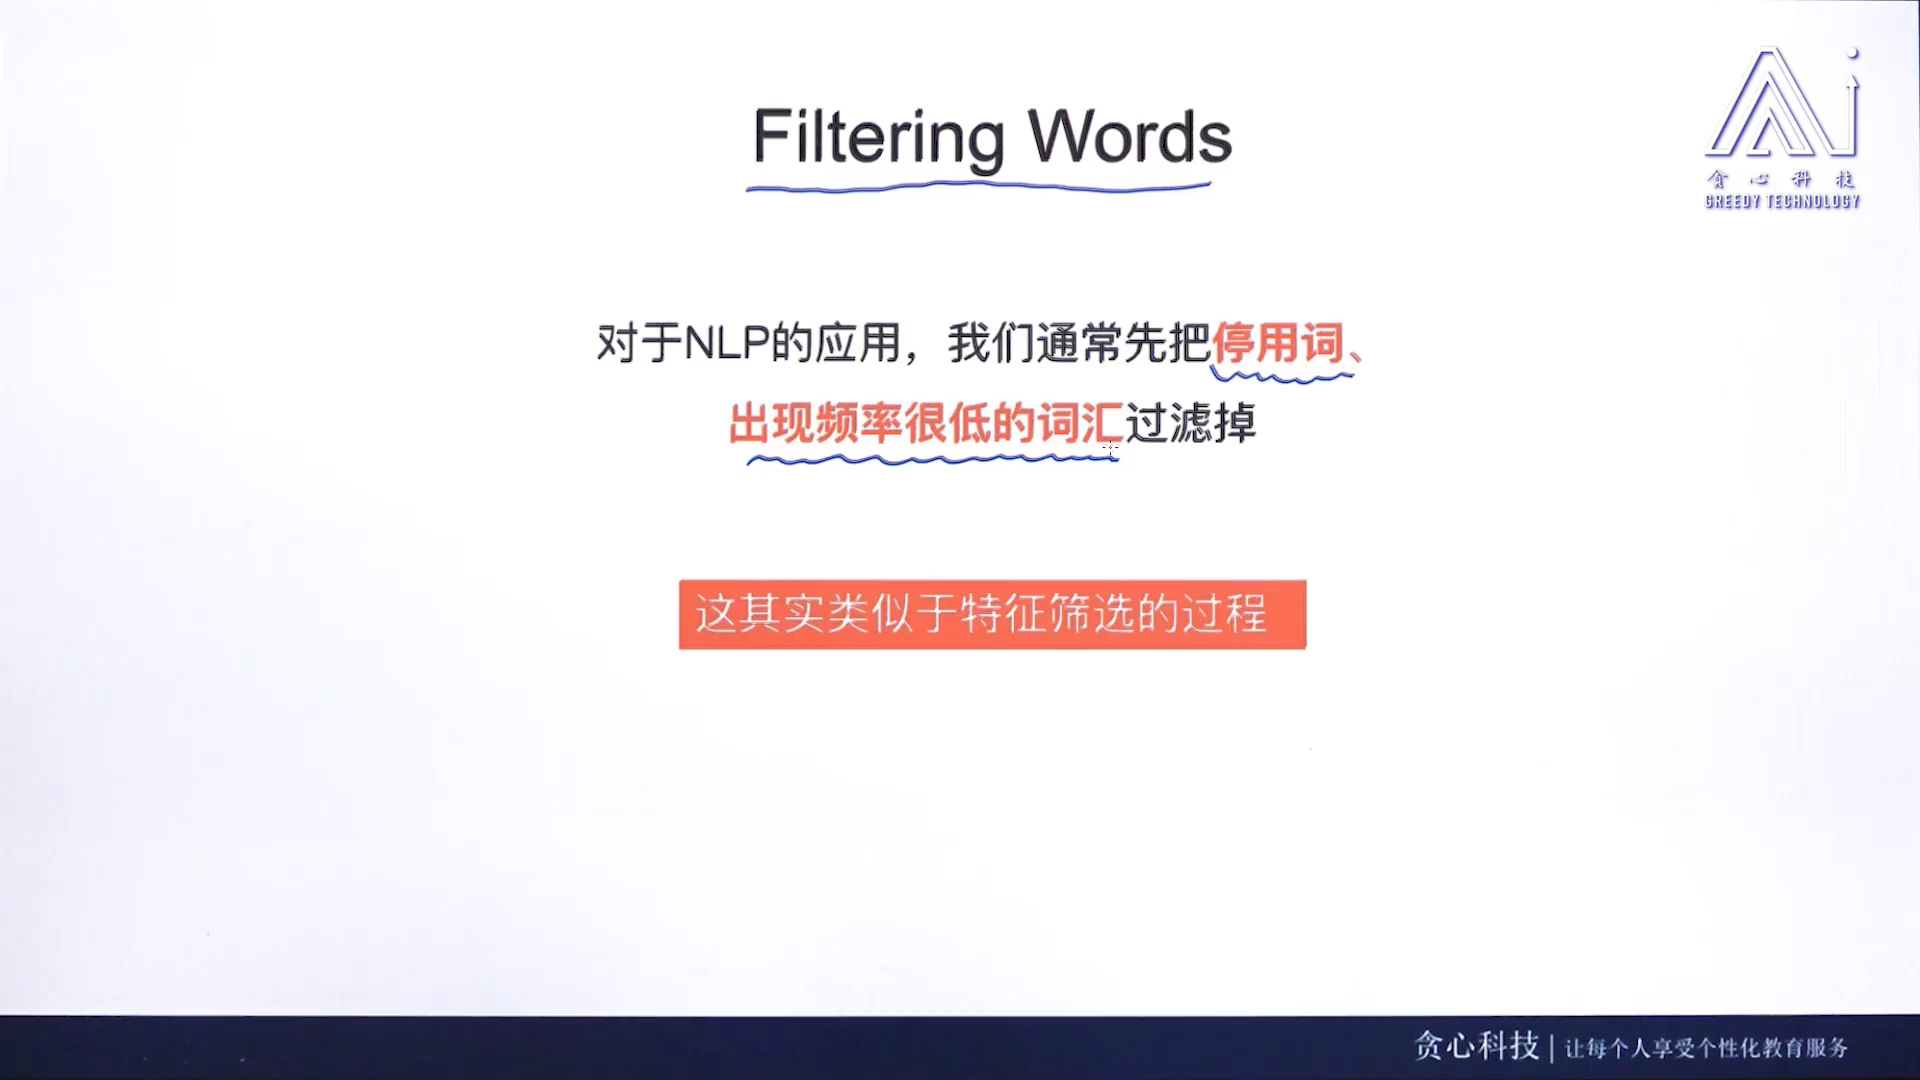 Filtering Words
贪心科技
GREEDY TECHNOLOGY
对于NLP的应用，我们通常先把停用词、
出现频率很低的词汇过滤掉
这其实类似于特征筛选的过程
贪心科技 | 让每个人享受个性化教育服务